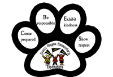 Be
responsible
Exhibit
kindness
Come
prepared
Show
respect